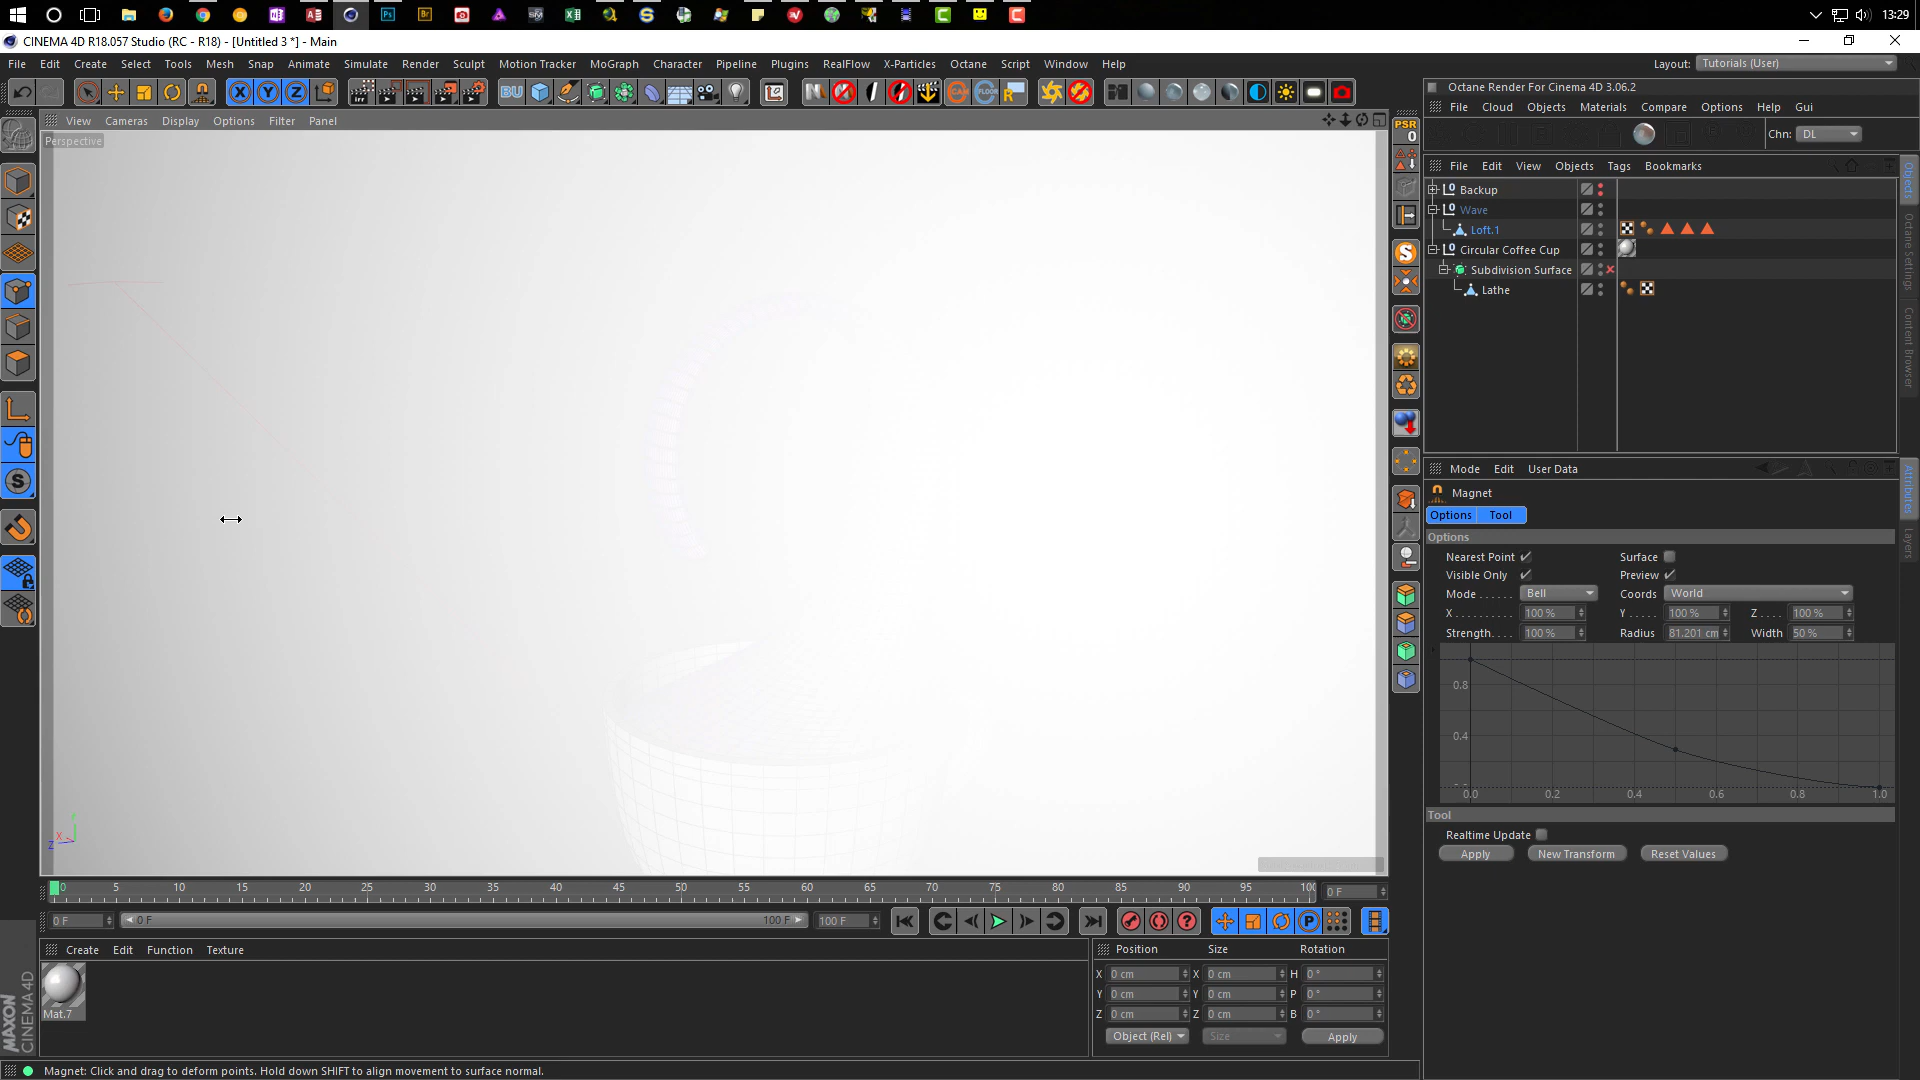 13:29
CINEMA 4D R18.057 Studio (RC - R18) - [Untitled 3 *] - Main
File Edit Create Select Tools Mesh Snap Animate Simulate Render Sculpt Motion Tracker MoGraph Character Pipeline Plugins RealFlow X-Particles Octane Script Window Help
Layout: Tutorials (User)
Octane Render For Cinema 4D 3.06.2
File Cloud Objects Materials Compare Options Help Gui
Chn: DL
View Cameras Display Options Filter Panel
Perspective
PSR
0
File Edit View Objects Tags Bookmarks
Backup
Wave
Loft.1
Circular Coffee Cup
Subdivision Surface
Lathe
Objects
Octane Settings
Content Browser
Mode Edit User Data
Magnet
Options Tool
Options
Nearest Point Surface
Visible Only Preview
Mode Bell Coords World
X 100 % Y 100 % Z 100 %
Strength 100 % Radius 81.201 cm Width 50 %
0.8
0.4
0.0 0.2 0.4 0.6 0.8 1.0
Tool
Realtime Update
Apply New Transform Reset Values
Attributes
Layers
X
Y
Z
0 5 10 15 20 25 30 35 40 45 50 55 60 65 70 75 80 85 90 95 100
0 F
0 F 0 F 100 F 100 F
Create Edit Function Texture
Mat.7
Position Size Rotation
X 0 cm X 0 cm H 0 °
Y 0 cm Y 0 cm P 0 °
Z 0 cm Z 0 cm B 0 °
Object (Rel) Size Apply
MAXON
CINEMA 4D
Magnet: Click and drag to deform points. Hold down SHIFT to align movement to surface normal.